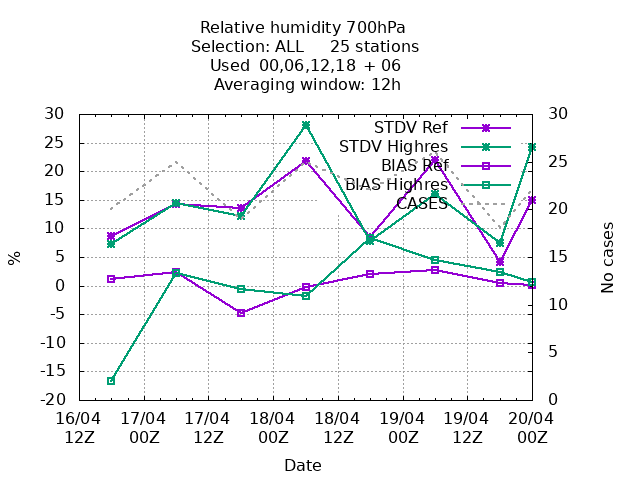 Relative humidity 700hPa
Selection: ALL 25 stations
Used 00,06,12,18 + 06
Averaging window: 12h
30
25
20
15
10
5
0
-5
-10
-15
-20
%
30
25
20
15
10
5
0
No cases
STDV Ref
STDV Highres
BIAS Ref
BIAS Highres
CASES
16/04 17/04 17/04 18/04 18/04 19/04 19/04 20/04
12Z 00Z 12Z 00Z 12Z 00Z 12Z 00Z
Date